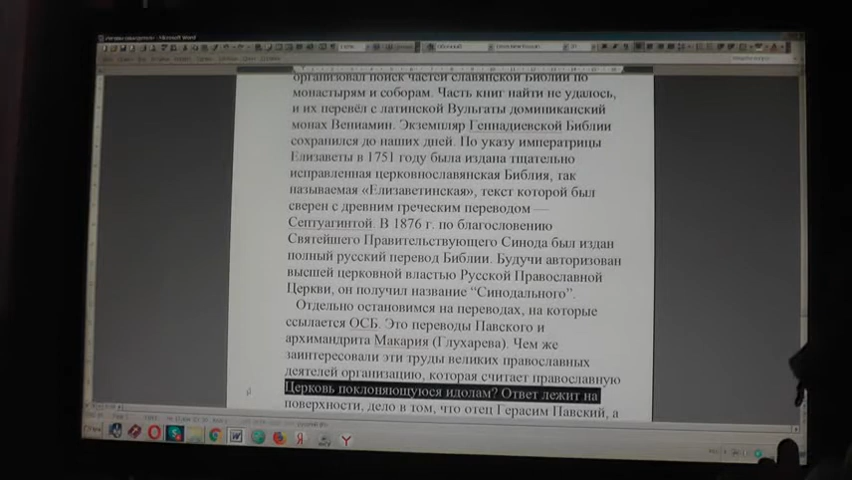 организовал поиск частей славянской Библии по
монастырям и соборам. Часть книг найти не удалось,
и их перевёл с латинской Вульгаты доминиканский
монах Вениамин. Экземпляр Геннадиевской Библии
сохранился до наших дней. По указу императрицы
Елизаветы в 1751 году была издана тщательно
исправленная церковнославянская Библия, так
называемая «Елизаветинская», текст которой был
сверен с древним греческим переводом —
Септуагинтой. В 1876 г. по благословению
Святейшего Правительствующего Синода был издан
полный русский перевод Библии. Будучи авторизован
высшей церковной властью Русской Православной
Церкви, он получил название “Синодального”.
Отдельно остановимся на переводах, на которые
ссылается ОСБ. Это переводы Павского и
архимандрита Макария (Глухарева). Чем же
заинтересовали эти труды великих православных
деятелей организацию, которая считает православную
Церковь поклоняющуюся идолам? Ответ лежит на
поверхности, дело в том, что отец Герасим Павский, а